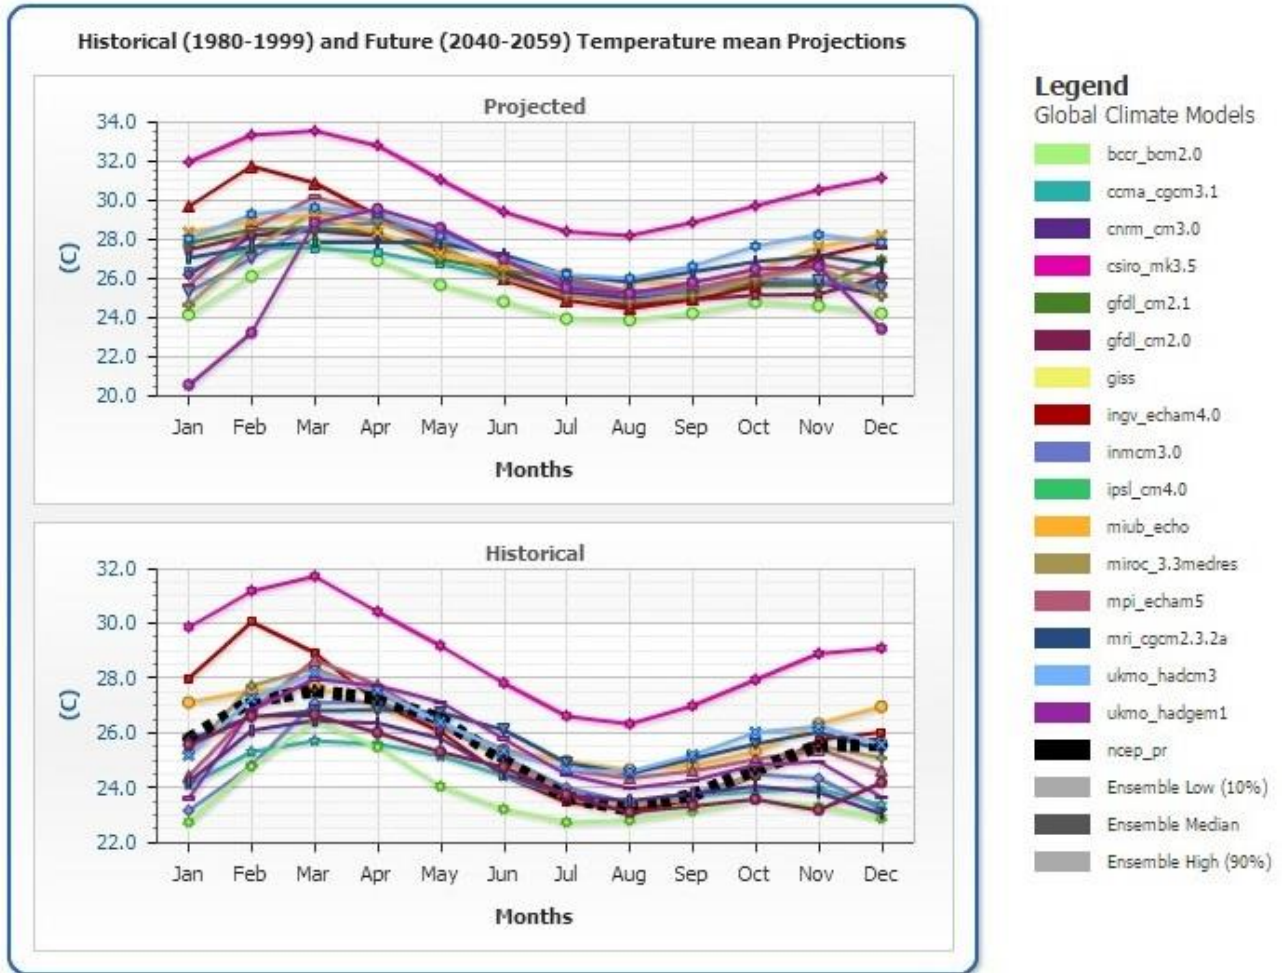 Historical (1980-1999) and Future (2040-2059) Temperature mean Projections
Projected
34.0
32.0
30.0
28.0
26.0
24.0
22.0
20.0
(C)
Jan Feb Mar Apr May Jun Jul Aug Sep Oct Nov Dec
Months
Historical
32.0
30.0
28.0
26.0
24.0
22.0
(C)
Jan Feb Mar Apr May Jun Jul Aug Sep Oct Nov Dec
Months
Legend
Global Climate Models
bccr_bcm2.0
ccma_cgcm3.1
cnrm_cm3.0
csiro_mk3.5
gfdl_cm2.1
gfdl_cm2.0
giss
ingv_echam4.0
inmcm3.0
ipsl_cm4.0
miub_echo
miroc_3.3medres
mpi_echam5
mri_cgcm2.3.2a
ukmo_hadcm3
ukmo_hadgem1
ncep_pr
Ensemble Low (10%)
Ensemble Median
Ensemble High (90%)